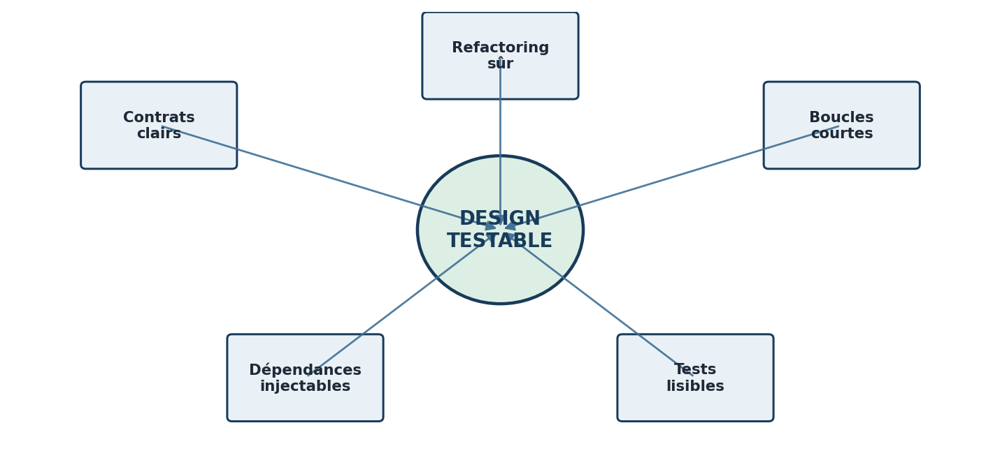 Refactoring
sûr
Contrats
clairs
Boucles
courtes
DESIGN
TESTABLE
Dépendances
injectables
Tests
lisibles